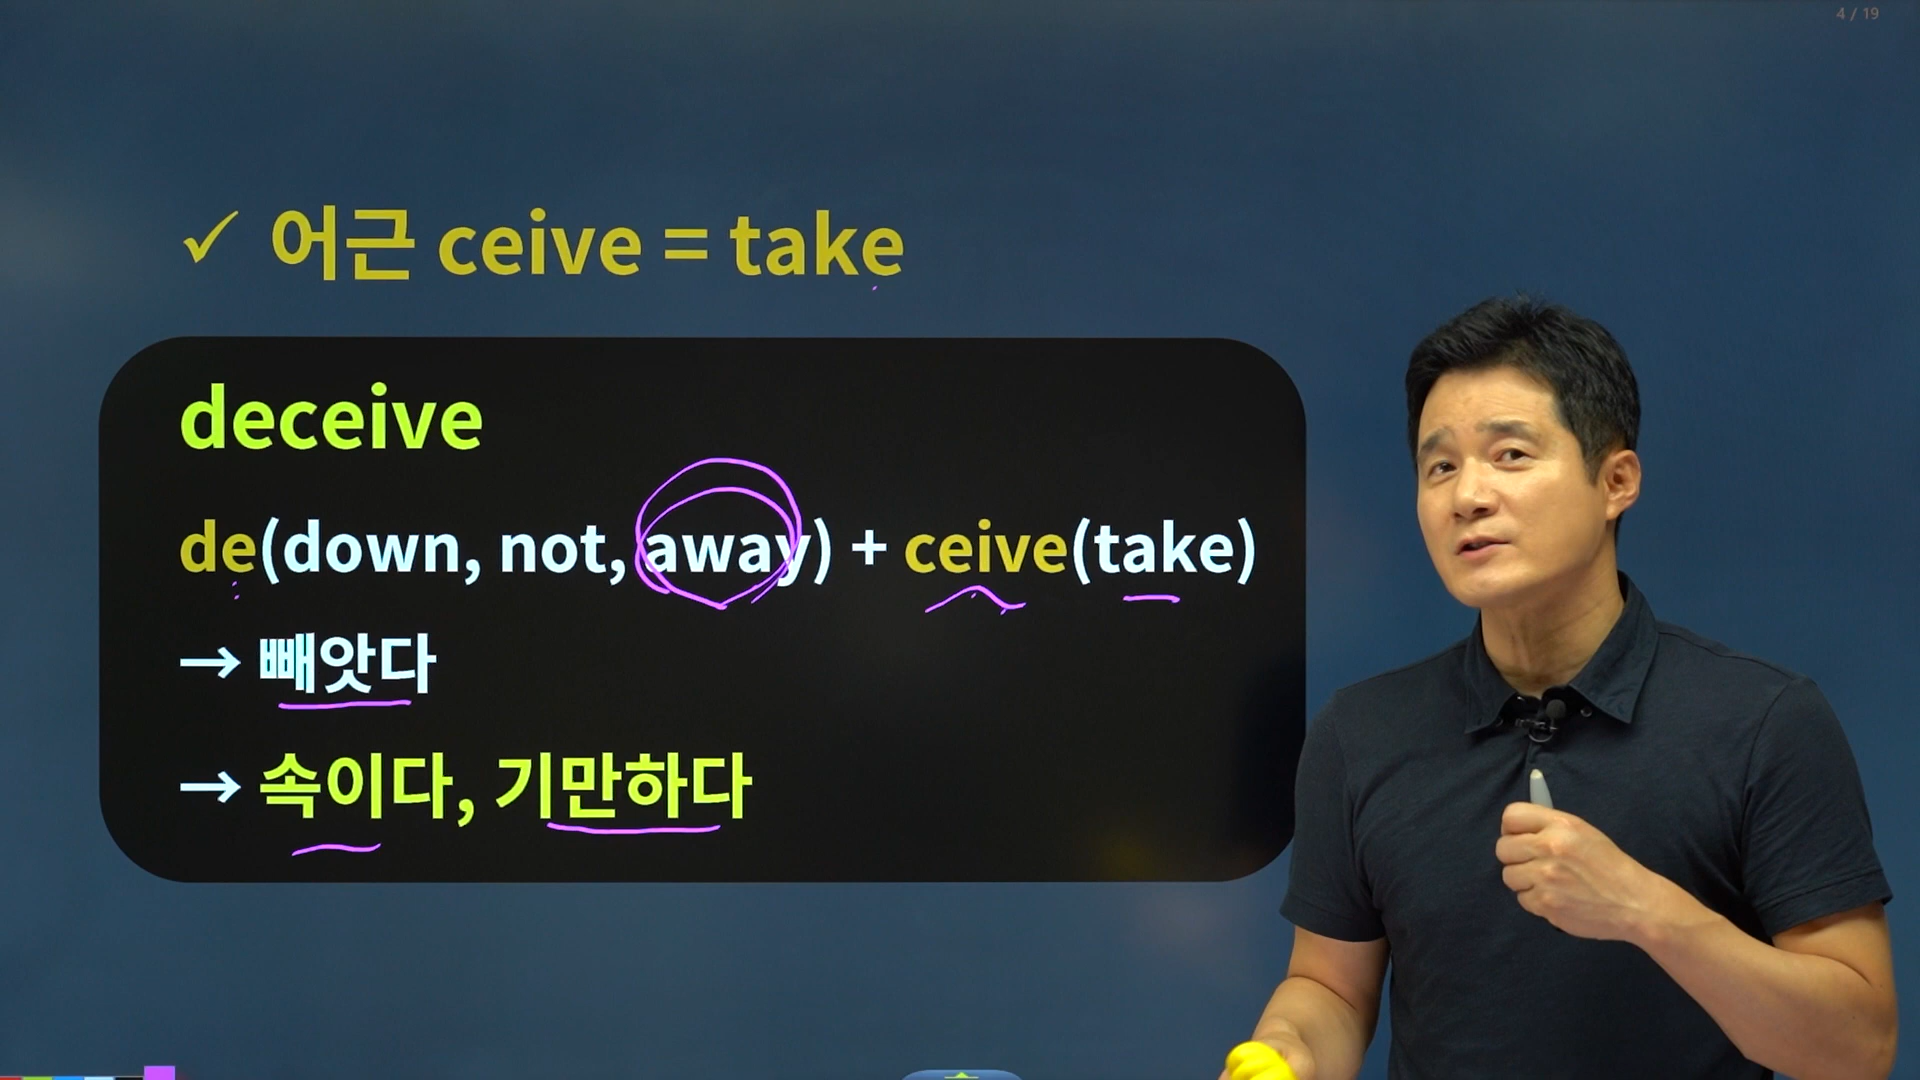 4 / 19
✓ 어근 ceive = take
deceive
de(down, not, away) + ceive(take)
→ 빼앗다
→ 속이다, 기만하다